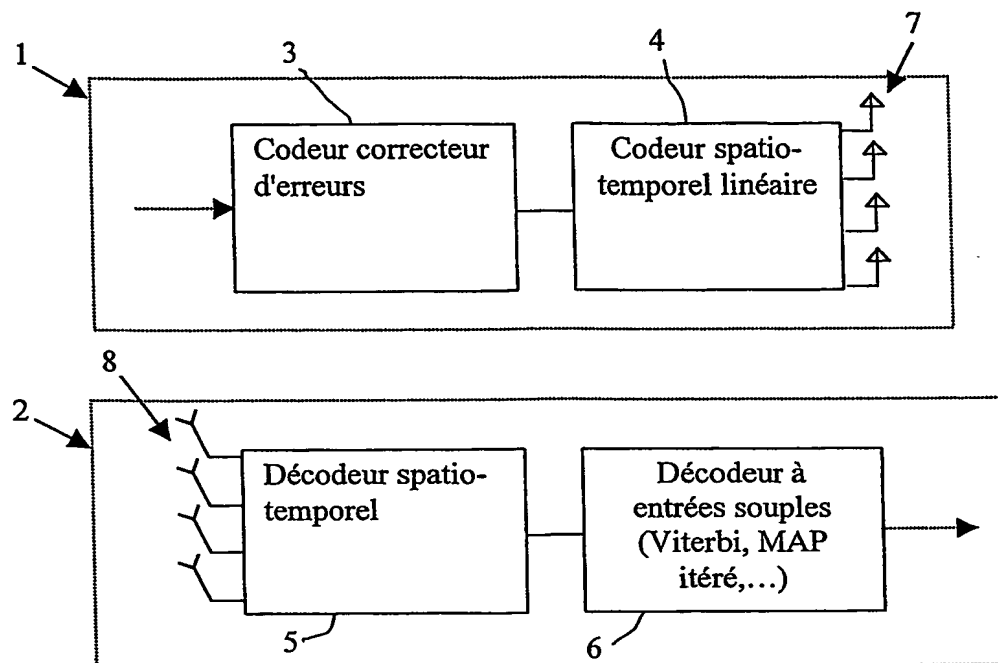 1
3
4
7
Codeur correcteur
d'erreurs
Codeur spatio-
temporel linéaire
2
8
Décodeur spatio-
temporel
Décodeur à
entrées souples
(Viterbi, MAP
itéré,...)
5
6